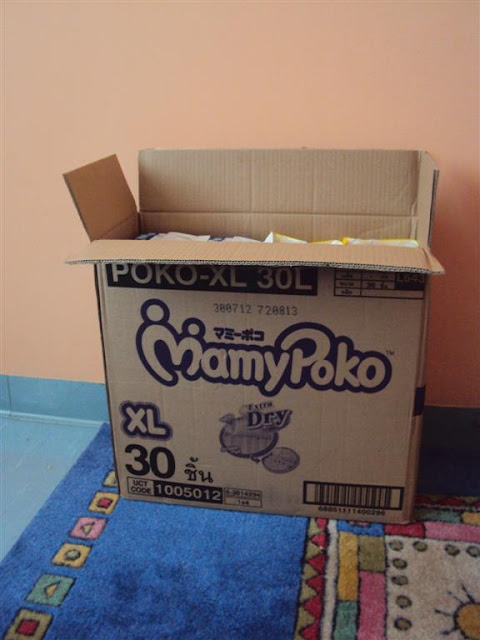 POKO-XL 30L
300712 720813
マミーポコ
MamyPoko™
XL
Extra
Dry
30 ชิ้น
UCT
CODE 1005012